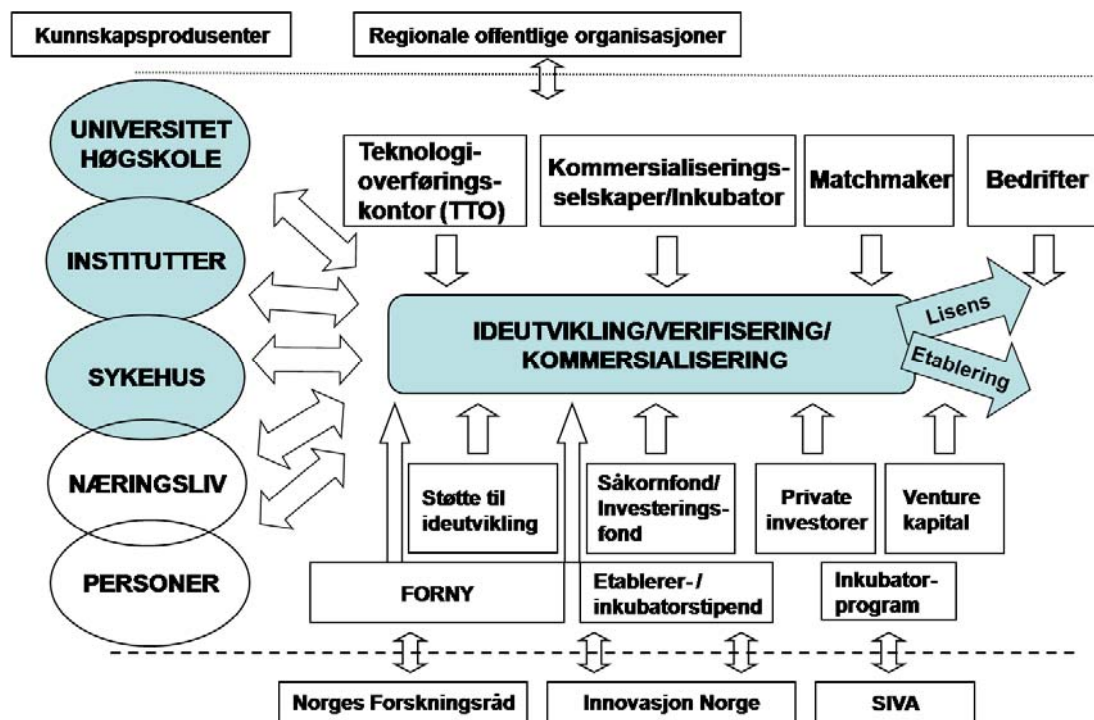 Kunnskapsprodusenter
Regionale offentlige organisasjoner
UNIVERSITET
HØGSKOLE
INSTITUTTER
SYKEHUS
NÆRINGSLIV
PERSONER
Teknologi-
overførings-
kontor (TTO)
Kommersialiserings-
selskaper/Inkubator
Matchmaker
Bedrifter
IDEUTVIKLING/VERIFISERING/
KOMMERSIALISERING
Lisens
Etablering
Støtte til
ideutvikling
Såkornfond/
Investerings-
fond
Private
investorer
Venture
kapital
FORNY
Etablerer-/
inkubatorstipend
Inkubator-
program
Norges Forskningsråd
Innovasjon Norge
SIVA